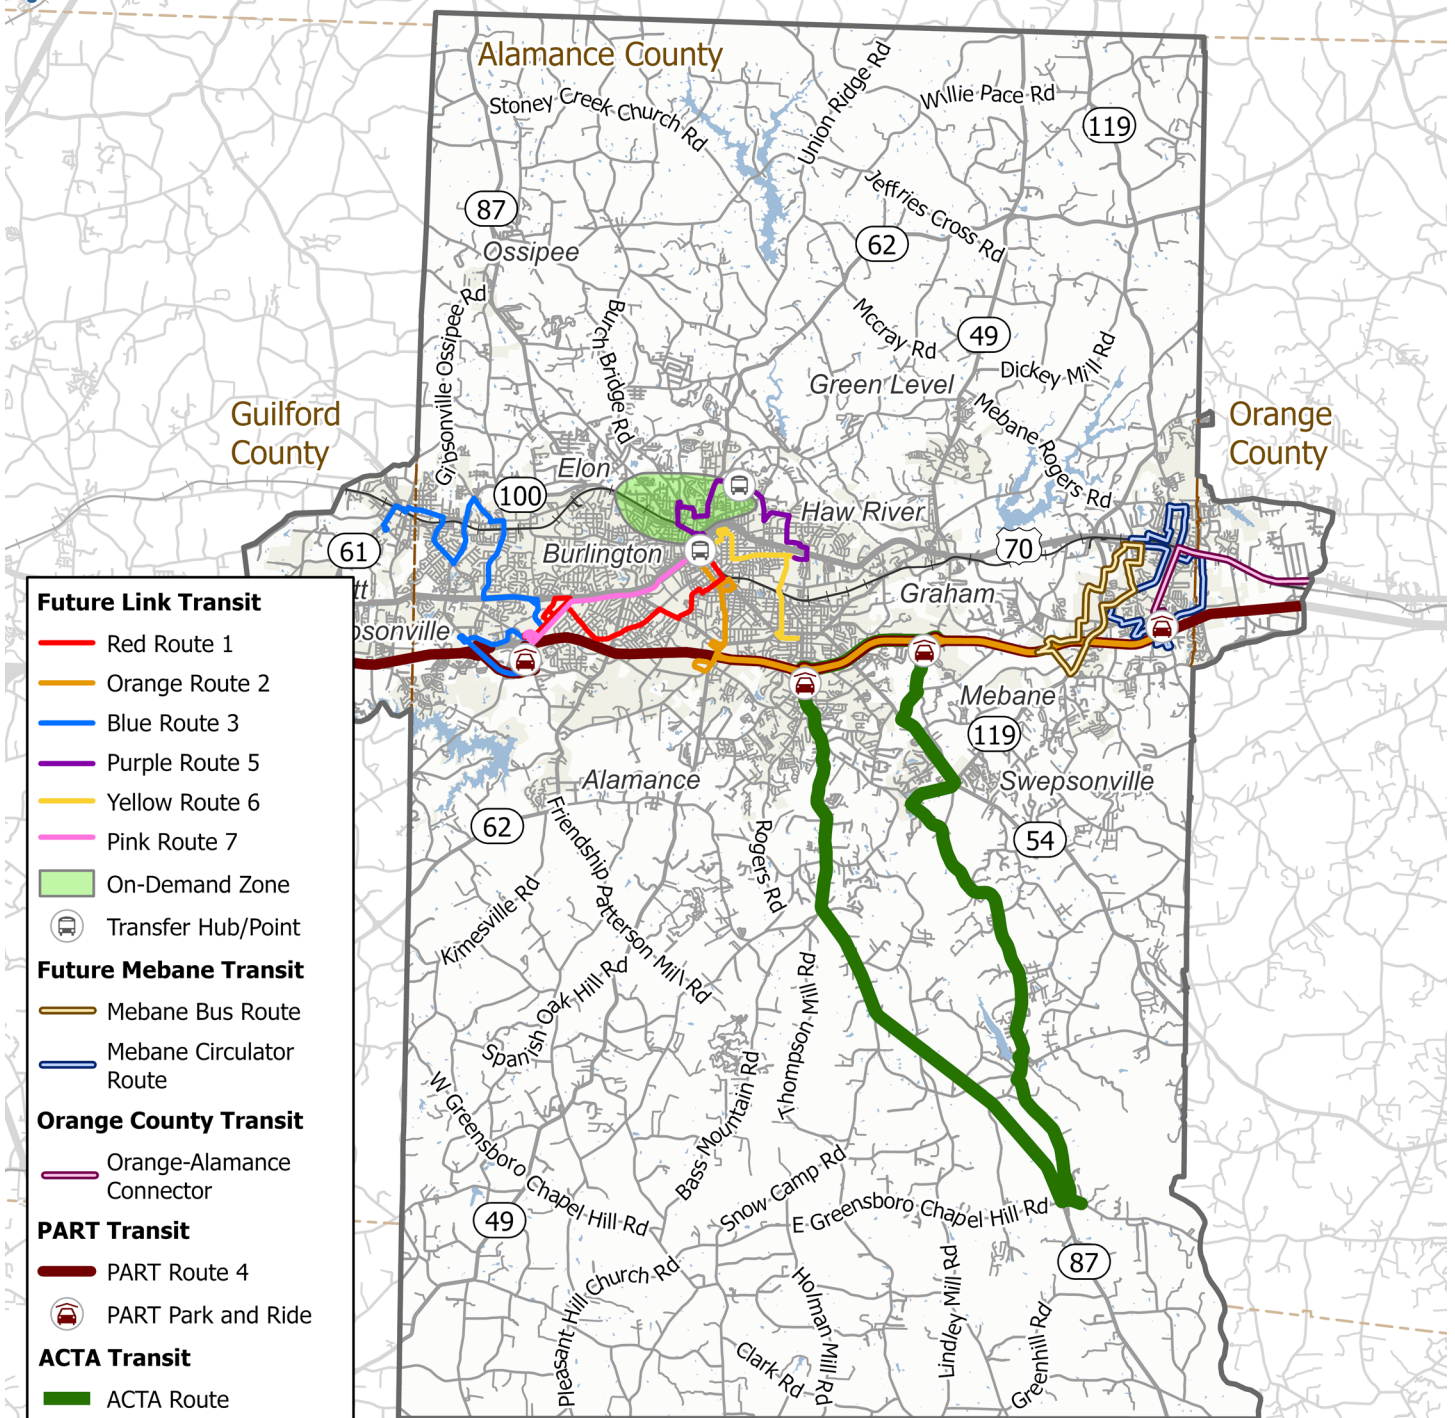 Alamance County
Stoney Creek Church Rd
Union Ridge Rd
Willie Pace Rd
119
87
Ossipee
Jeffries Cross Rd
62
Gibsonville Ossipee Rd
Burch Bridge Rd
Mccray Rd
49
Dickey Mill Rd
Green Level
Guilford
County
Orange
County
Mebane Rogers Rd
Elon
100
Haw River
61
Burlington
70
Graham
tt
osonville
Mebane
119
Alamance
Swepsonville
62
54
Friendship Patterson Mill Rd
Rogers Rd
Kimesville Rd
Spanish Oak Hill Rd
Thompson Mill Rd
W Greensboro Chapel Hill Rd
Bass Mountain Rd
Snow Camp Rd
E Greensboro Chapel Hill Rd
49
87
Pleasant Hill Church Rd
Holman Mill Rd
Lindley Mill Rd
Greenhill Rd
Clark Rd
Future Link Transit
Red Route 1
Orange Route 2
Blue Route 3
Purple Route 5
Yellow Route 6
Pink Route 7
On-Demand Zone
Transfer Hub/Point
Future Mebane Transit
Mebane Bus Route
Mebane Circulator
Route
Orange County Transit
Orange-Alamance
Connector
PART Transit
PART Route 4
PART Park and Ride
ACTA Transit
ACTA Route